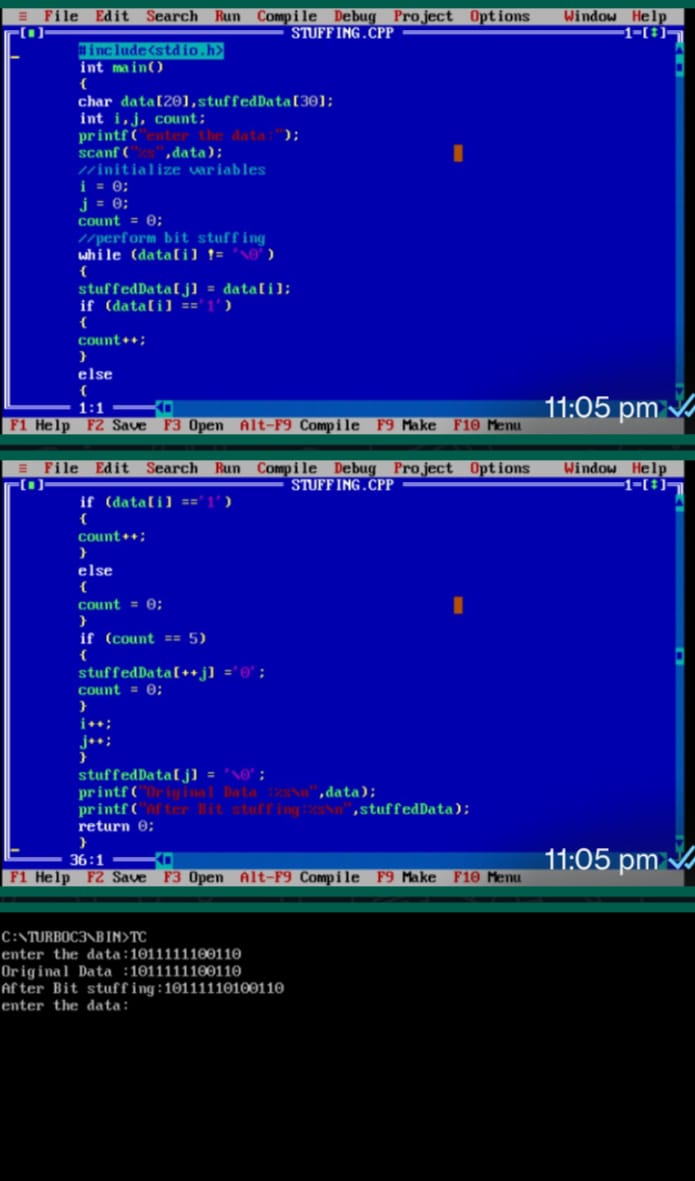 ≡ File Edit Search Run Compile Debug Project Options Window Help
[■] STUFFING.CPP 1=[↕]
#include<stdio.h>
int main()
{
char data[20],stuffedData[30];
int i,j, count;
printf("enter the data:");
scanf("%s",data);
//initialize variables
i = 0;
j = 0;
count = 0;
//perform bit stuffing
while (data[i] != '\0')
{
stuffedData[j] = data[i];
if (data[i] =='1')
{
count++;
}
else
{
1:1
11:05 pm
F1 Help F2 Save F3 Open Alt-F9 Compile F9 Make F10 Menu
≡ File Edit Search Run Compile Debug Project Options Window Help
[■] STUFFING.CPP 1=[↕]
if (data[i] =='1')
{
count++;
}
else
{
count = 0;
}
if (count == 5)
{
stuffedData[++j] ='0';
count = 0;
}
i++;
j++;
}
stuffedData[j] = '\0';
printf("Original Data :%s\n",data);
printf("After Bit stuffing:%s\n",stuffedData);
return 0;
}
36:1
11:05 pm
F1 Help F2 Save F3 Open Alt-F9 Compile F9 Make F10 Menu
C:\TURBOC3\BIN>TC
enter the data:1011111100110
Original Data :1011111100110
After Bit stuffing:10111110100110
enter the data: